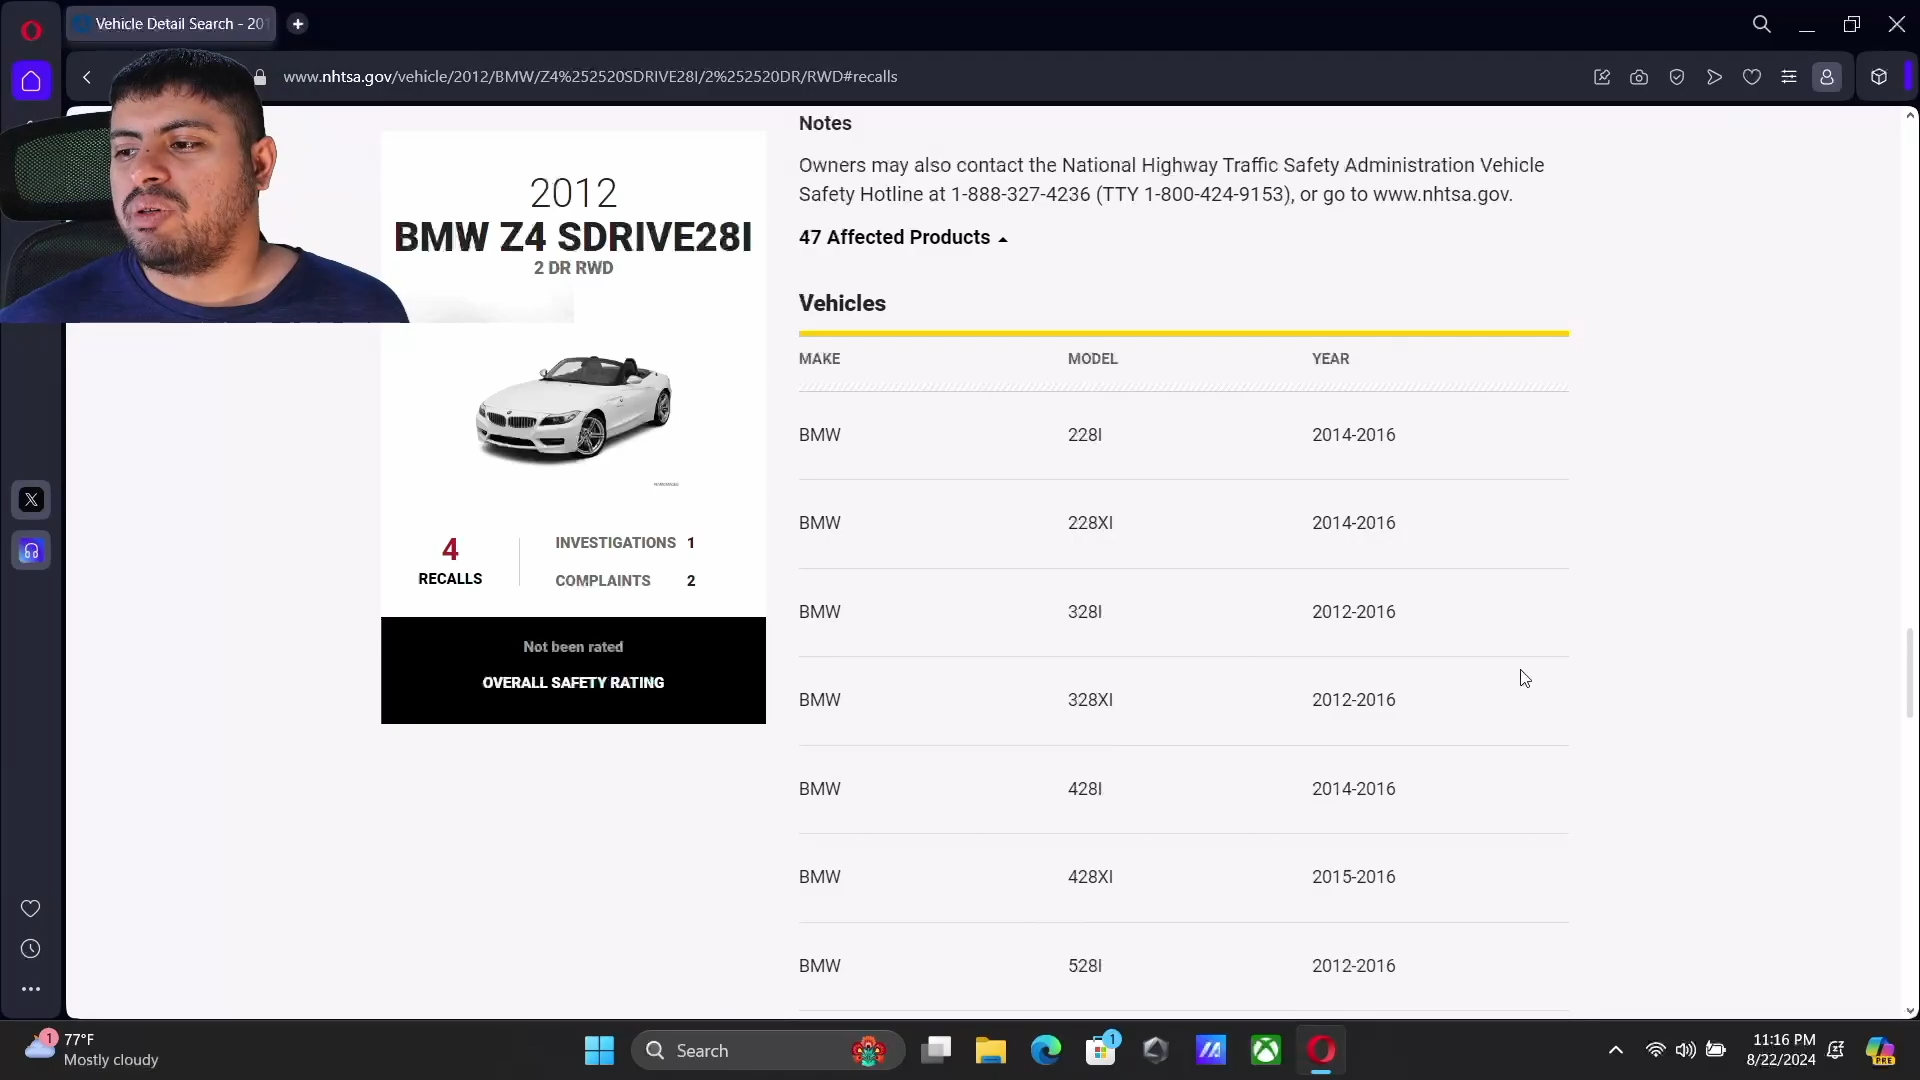 Vehicle Detail Search - 201
www.nhtsa.gov/vehicle/2012/BMW/Z4%252520SDRIVE28I/2%252520DR/RWD#recalls
2012
BMW Z4 SDRIVE28I
2 DR RWD
4
RECALLS
INVESTIGATIONS 1
COMPLAINTS 2
Not been rated
OVERALL SAFETY RATING
Notes
Owners may also contact the National Highway Traffic Safety Administration Vehicle
Safety Hotline at 1-888-327-4236 (TTY 1-800-424-9153), or go to www.nhtsa.gov.
47 Affected Products
Vehicles
MAKE MODEL YEAR
BMW 228I 2014-2016
BMW 228XI 2014-2016
BMW 328I 2012-2016
BMW 328XI 2012-2016
BMW 428I 2014-2016
BMW 428XI 2015-2016
BMW 528I 2012-2016
1
77°F
Mostly cloudy
Search
1
11:16 PM
8/22/2024
PRE